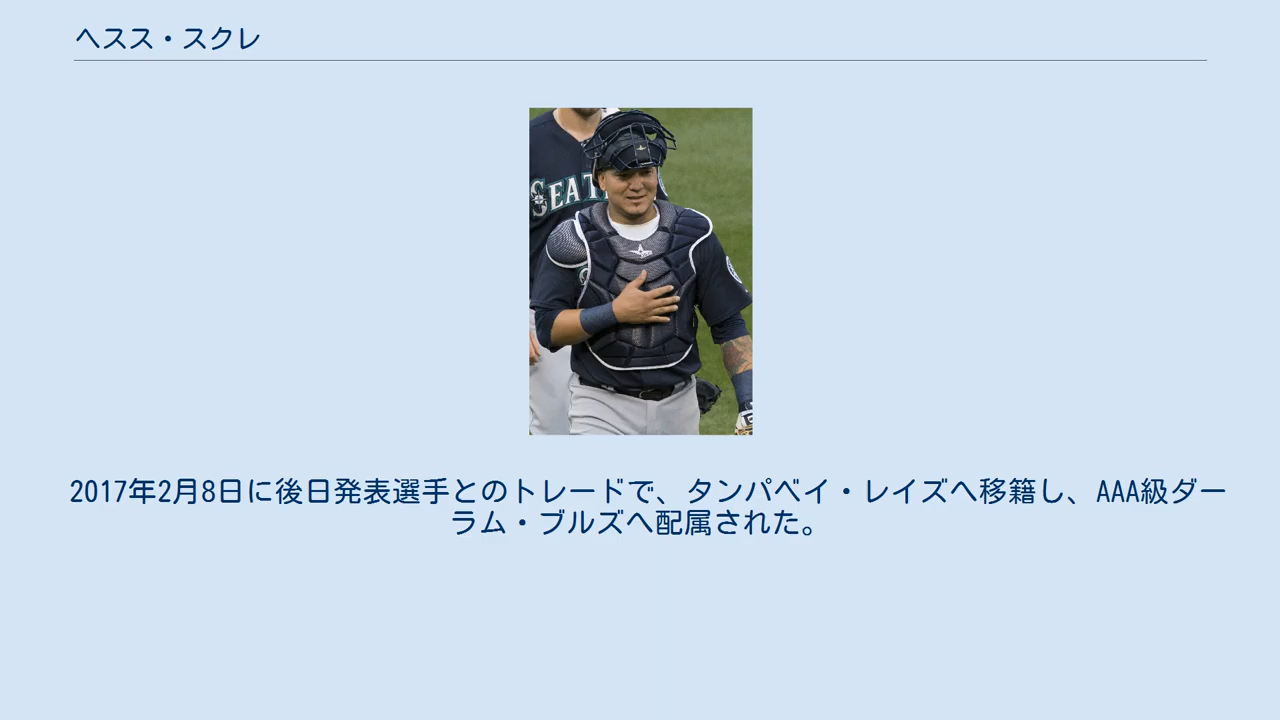 ヘスス・スクレ
SEAT
2017年2月8日に後日発表選手とのトレードで、タンパベイ・レイズへ移籍し、AAA級ダー
ラム・ブルズへ配属された。